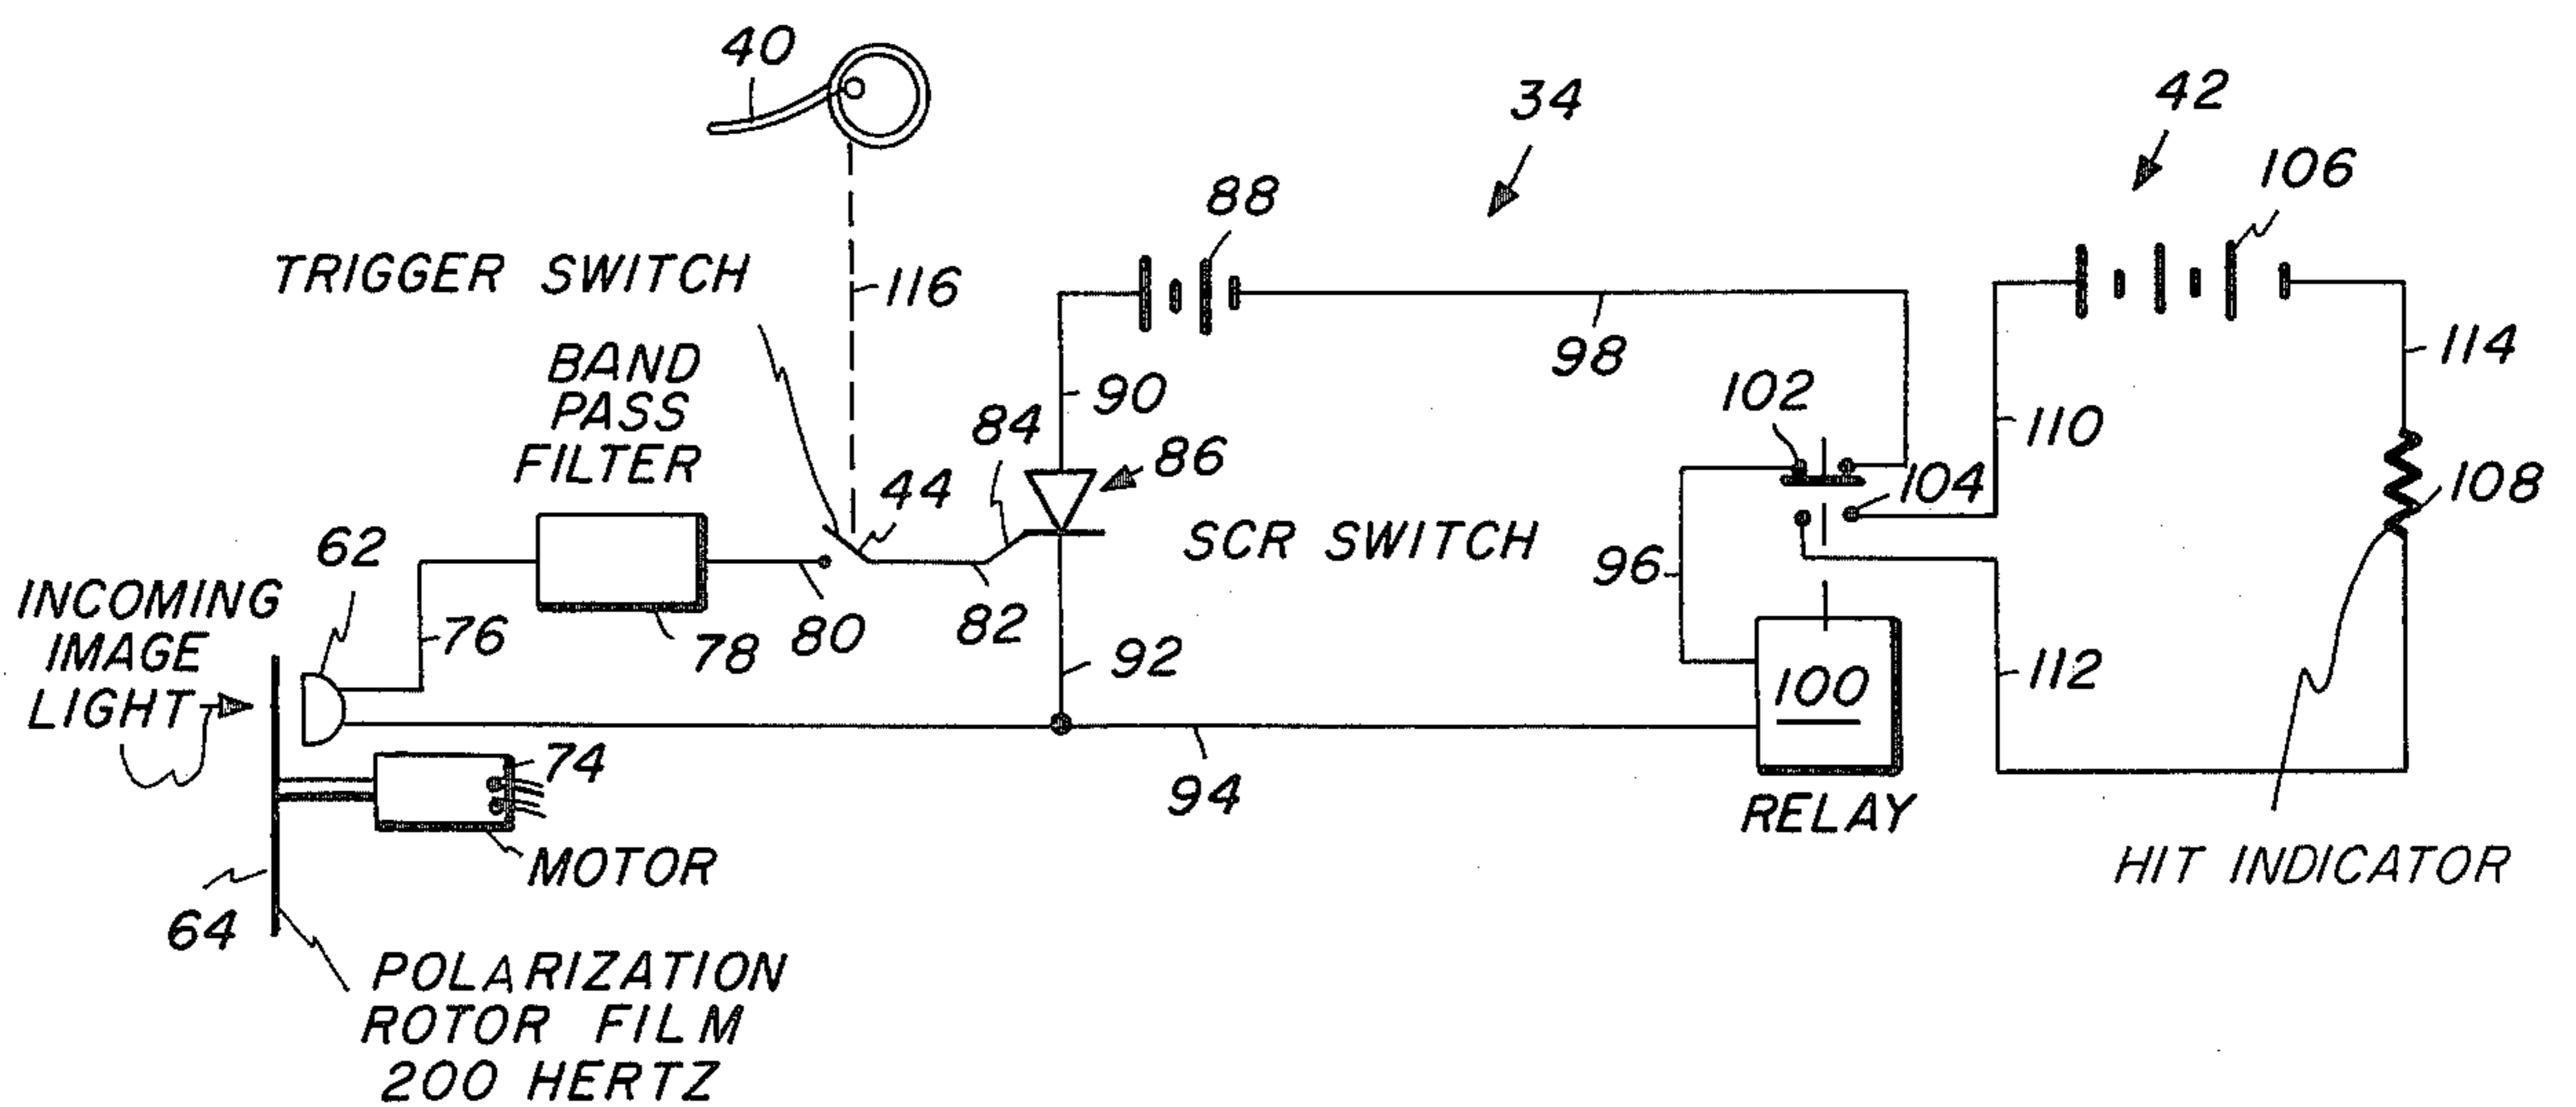 40
34
42
106
88
TRIGGER SWITCH
116
98
114
BAND
PASS
FILTER
90
102
84
86
44
104
110
108
SCR SWITCH
62
96
INCOMING
IMAGE
LIGHT
76
78
80
82
92
112
100
74
94
RELAY
MOTOR
HIT INDICATOR
64
POLARIZATION
ROTOR FILM
200 HERTZ